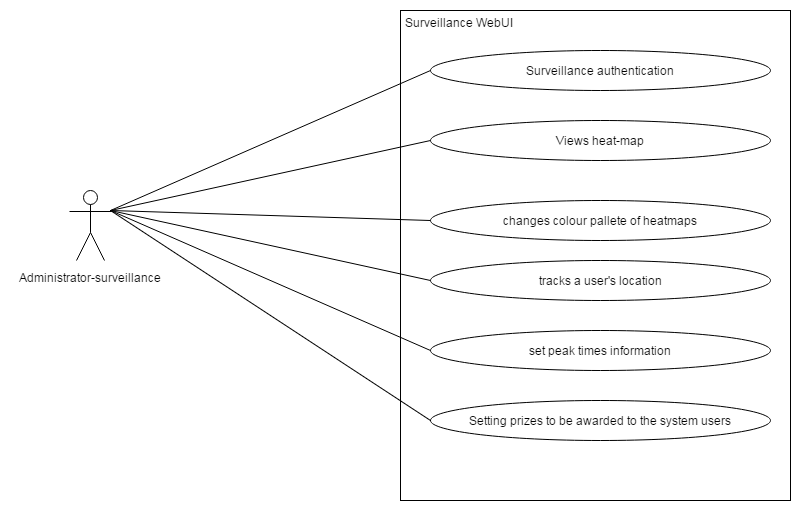 Surveillance WebUI
Surveillance authentication
Views heat-map
changes colour pallete of heatmaps
tracks a user's location
set peak times information
Setting prizes to be awarded to the system users
Administrator-surveillance